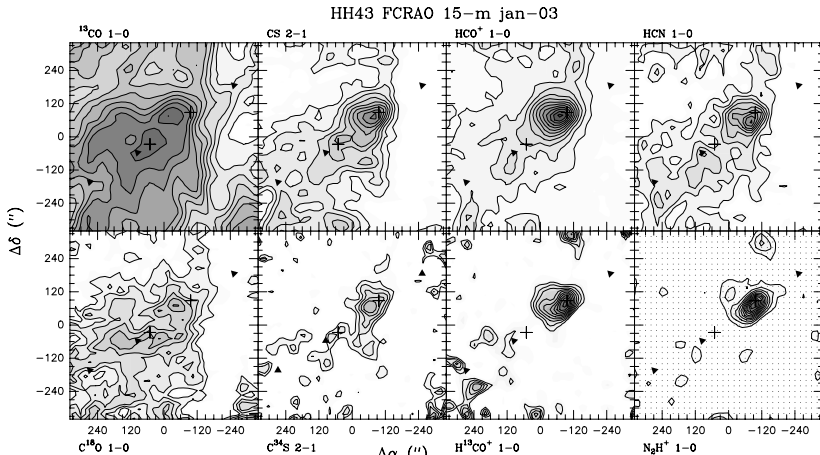 HH43 FCRAO 15-m jan-03
¹³CO 1-0 CS 2-1 HCO⁺ 1-0 HCN 1-0
240
120
0
-120
-240
Δδ (")
240
120
0
-120
-240
240 120 0 -120 -240 240 120 0 -120 -240 240 120 0 -120 -240 240 120 0 -120 -240
C¹⁸O 1-0 C³⁴S 2-1 Δα (") H¹³CO⁺ 1-0 N₂H⁺ 1-0